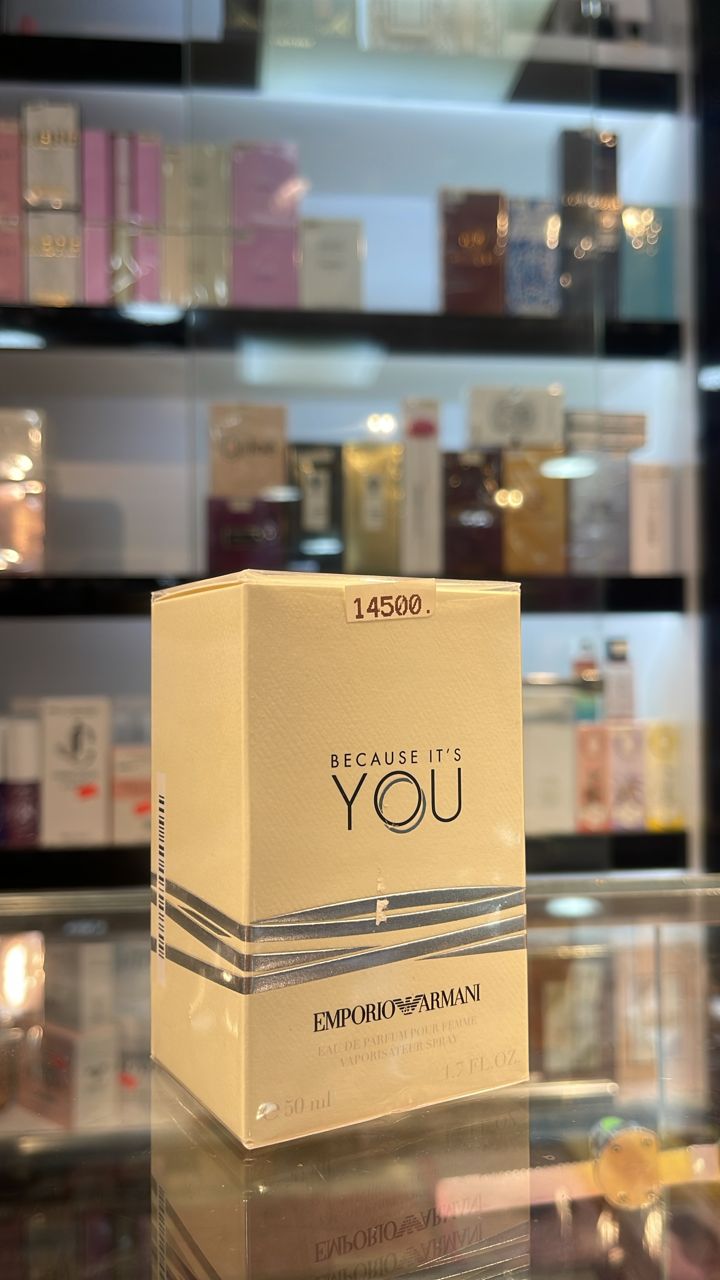 14500.
BECAUSE IT'S
YOU
EMPORIO ARMANI
EAU DE PARFUM POUR FEMME
VAPORISATEUR SPRAY
e 50 ml
1.7 FL.OZ.